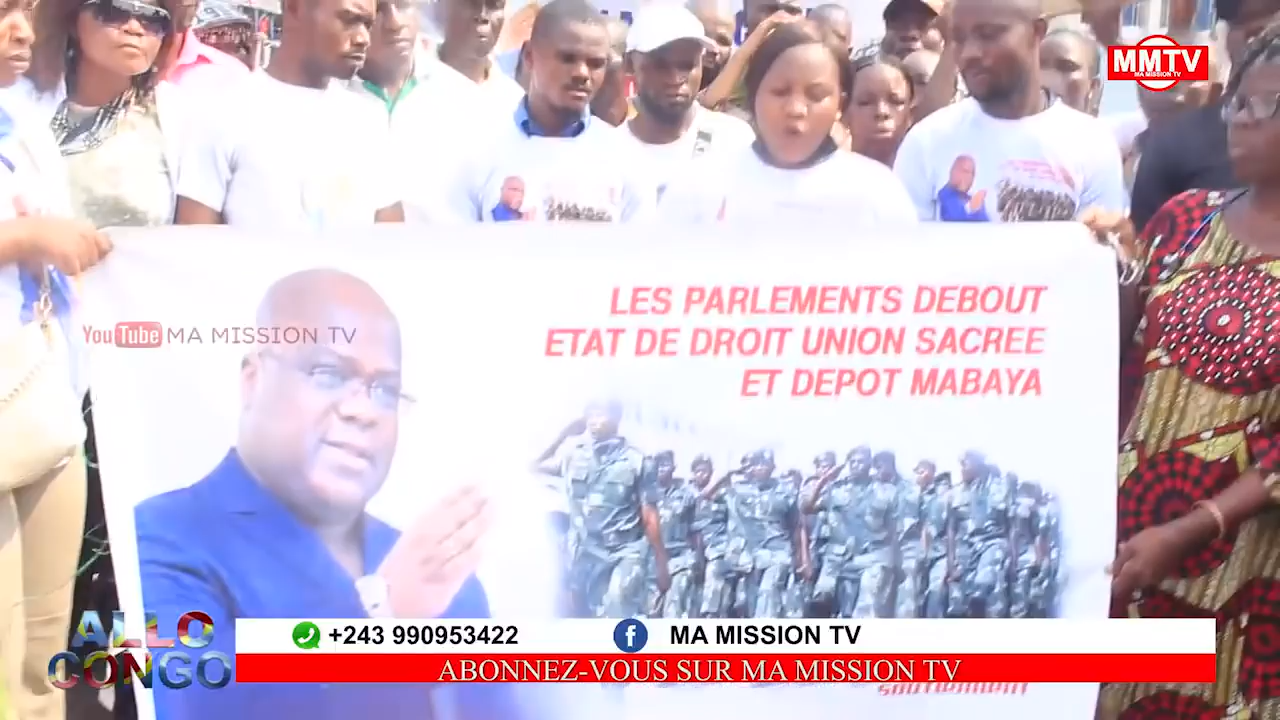 MMTV
MA MISSION TV
LES PARLEMENTS DEBOUT
ETAT DE DROIT UNION SACREE
ET DEPOT MABAYA
YouTube MA MISSION TV
ALLO
CONGO
+243 990953422
MA MISSION TV
ABONNEZ-VOUS SUR MA MISSION TV